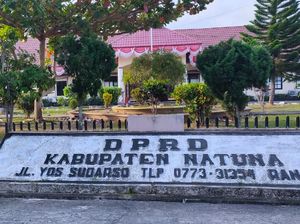 DPRD
KABUPATEN NATUNA
JL. YOS SUDARSO TLP 0773-31354 RAN